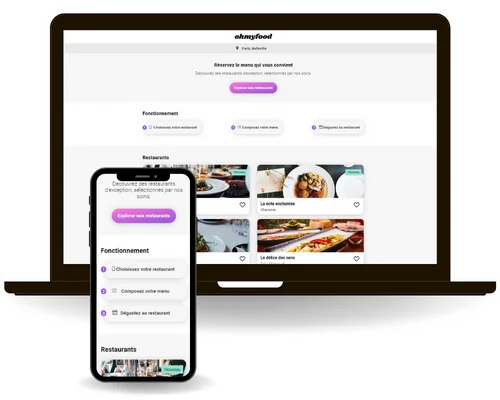 ohmyfood
Paris, Belleville
Réservez le menu qui vous convient
Découvrez des restaurants d'exception, sélectionnés par nos soins.
Explorer nos restaurants
Fonctionnement
1 Choisissez votre restaurant
2 Composez votre menu
3 Dégustez au restaurant
Restaurants
La note enchantée
Charonne
Le délice des sens
Découvrez des restaurants
d'exception, sélectionnés par nos
soins.
Explorer nos restaurants
Fonctionnement
1 Choisissez votre restaurant
2 Composez votre menu
3 Dégustez au restaurant
Restaurants
Nouveau